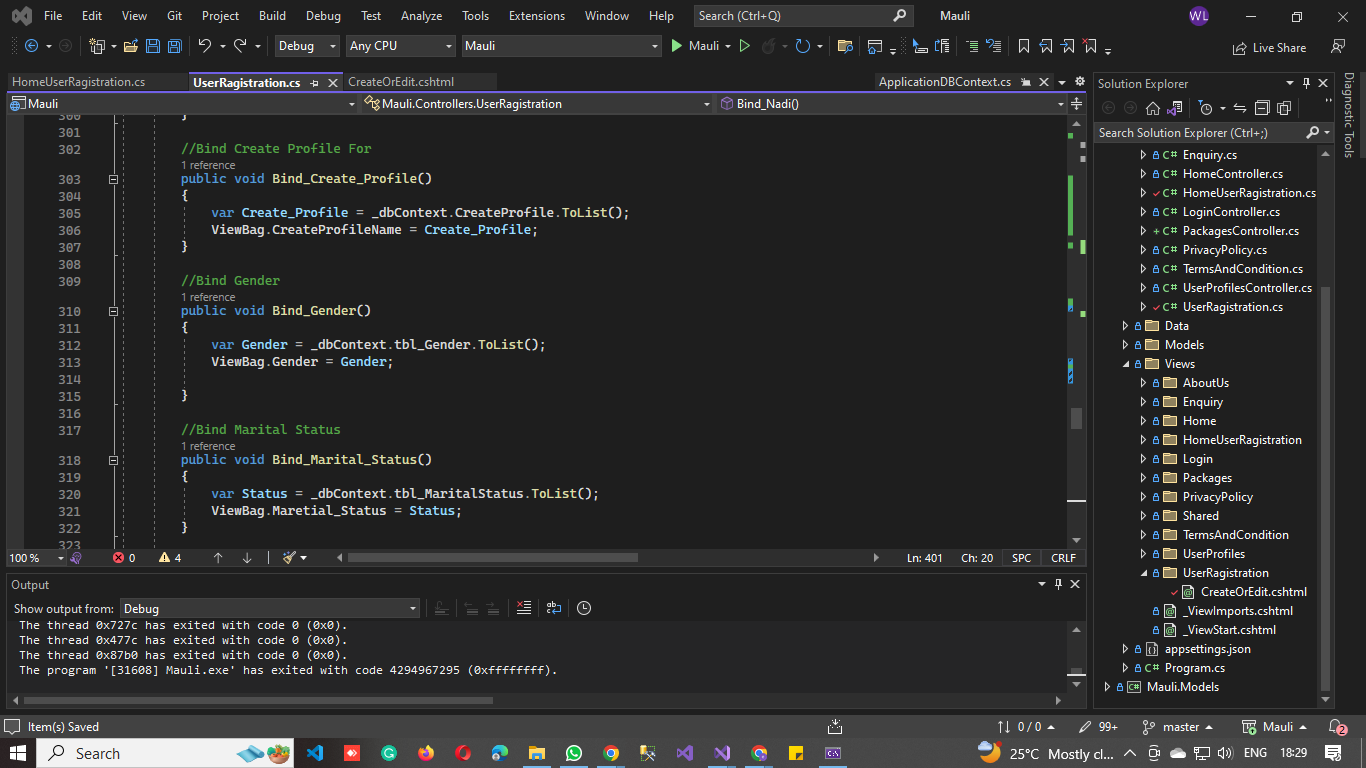 File Edit View Git Project Build Debug Test Analyze Tools Extensions Window Help Search (Ctrl+Q) Mauli WL
Debug Any CPU Mauli Mauli Live Share
HomeUserRagistration.cs UserRagistration.cs CreateOrEdit.cshtml ApplicationDBContext.cs
Mauli Mauli.Controllers.UserRagistration Bind_Nadi()
300 }
301
302 //Bind Create Profile For
1 reference
303 public void Bind_Create_Profile()
304 {
305 var Create_Profile = _dbContext.CreateProfile.ToList();
306 ViewBag.CreateProfileName = Create_Profile;
307 }
308
309 //Bind Gender
1 reference
310 public void Bind_Gender()
311 {
312 var Gender = _dbContext.tbl_Gender.ToList();
313 ViewBag.Gender = Gender;
314
315 }
316
317 //Bind Marital Status
1 reference
318 public void Bind_Marital_Status()
319 {
320 var Status = _dbContext.tbl_MaritalStatus.ToList();
321 ViewBag.Maretial_Status = Status;
322 }
323
100 % 0 4 Ln: 401 Ch: 20 SPC CRLF
Output
Show output from: Debug
The thread 0x727c has exited with code 0 (0x0).
The thread 0x477c has exited with code 0 (0x0).
The thread 0x87b0 has exited with code 0 (0x0).
The program '[31608] Mauli.exe' has exited with code 4294967295 (0xffffffff).
Solution Explorer
Search Solution Explorer (Ctrl+;)
C# Enquiry.cs
C# HomeController.cs
C# HomeUserRagistration.cs
C# LoginController.cs
C# PackagesController.cs
C# PrivacyPolicy.cs
C# TermsAndCondition.cs
C# UserProfilesController.cs
C# UserRagistration.cs
Data
Models
Views
AboutUs
Enquiry
Home
HomeUserRagistration
Login
Packages
PrivacyPolicy
Shared
TermsAndCondition
UserProfiles
UserRagistration
CreateOrEdit.cshtml
_ViewImports.cshtml
_ViewStart.cshtml
appsettings.json
C# Program.cs
C# Mauli.Models
Diagnostic Tools
Item(s) Saved 0 / 0 99+ master Mauli 2
Search 25°C Mostly cl... ENG 18:29